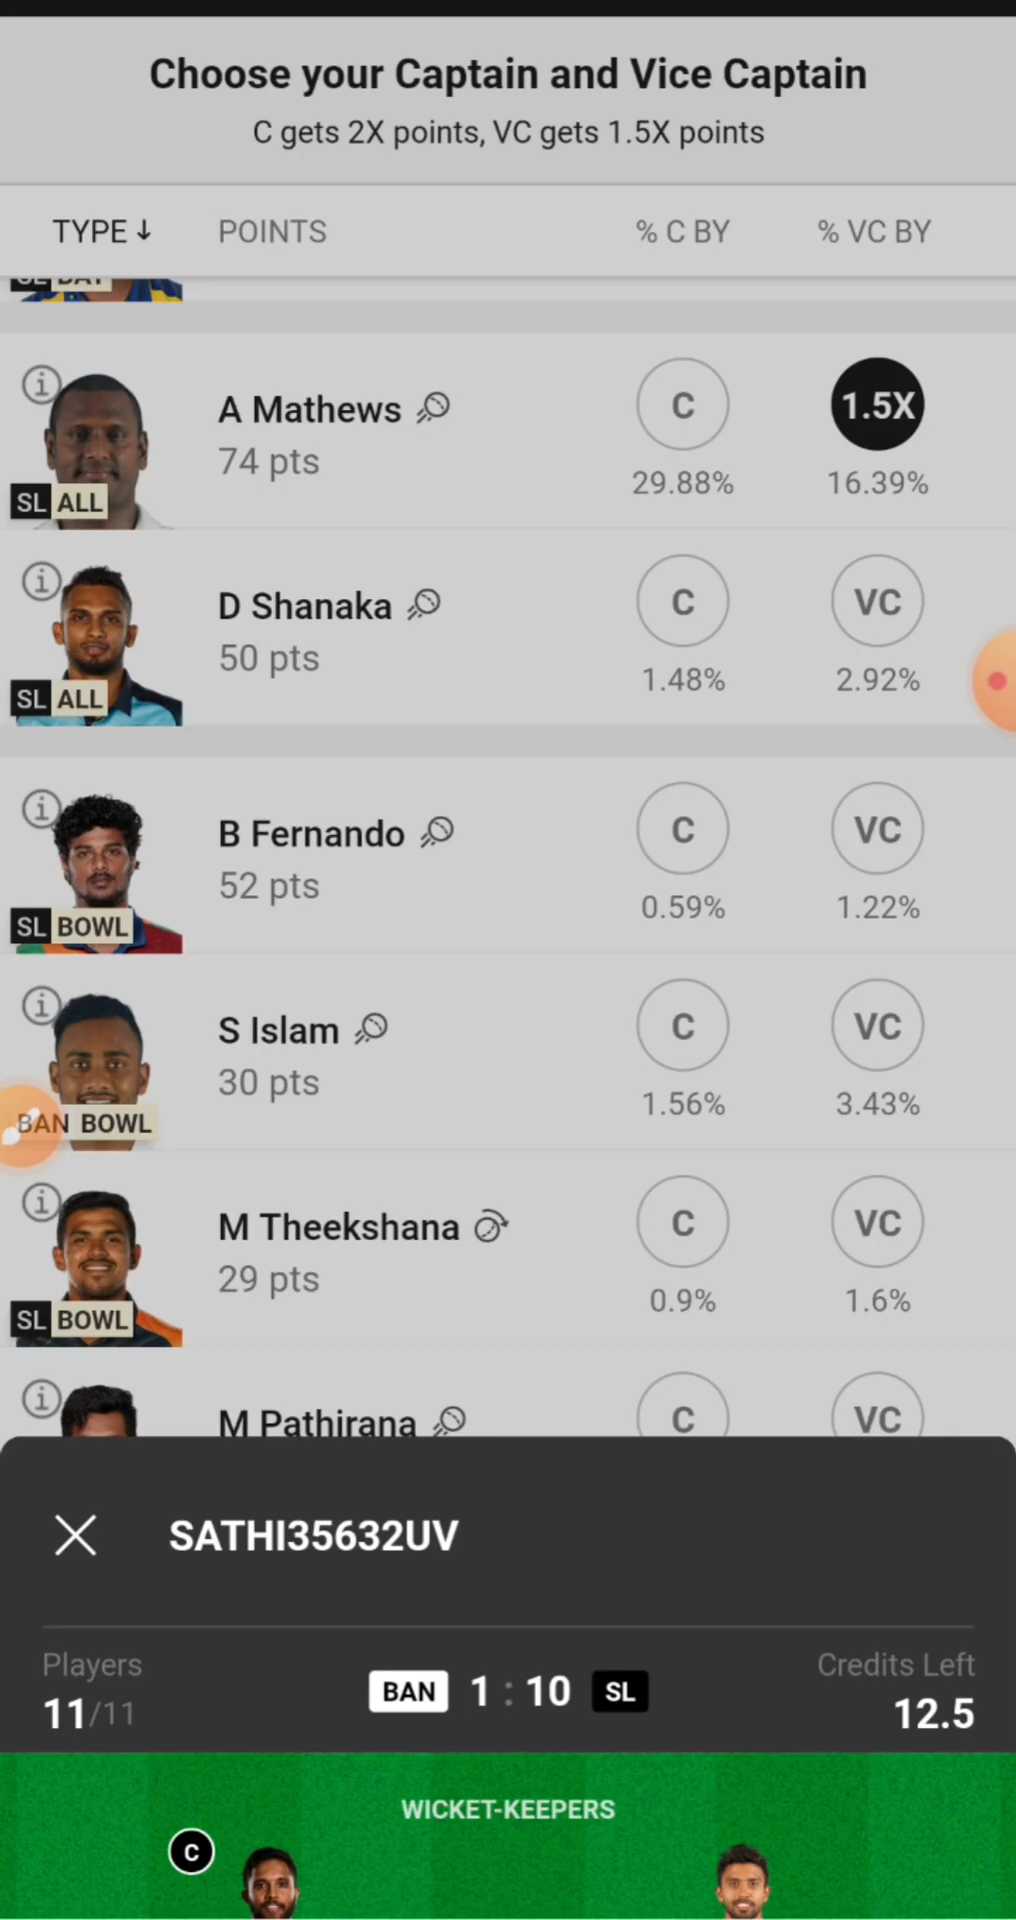 Choose your Captain and Vice Captain
C gets 2X points, VC gets 1.5X points
TYPE ↓ POINTS % C BY % VC BY
SL BAT
A Mathews C 1.5X
74 pts 29.88% 16.39%
SL ALL
D Shanaka C VC
50 pts 1.48% 2.92%
SL ALL
B Fernando C VC
52 pts 0.59% 1.22%
SL BOWL
S Islam C VC
30 pts 1.56% 3.43%
BAN BOWL
M Theekshana C VC
29 pts 0.9% 1.6%
SL BOWL
M Pathirana C VC
SATHI35632UV
Players BAN 1 : 10 SL Credits Left
11/11 12.5
WICKET-KEEPERS
C